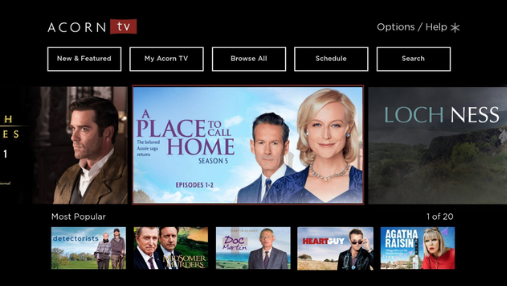 ACORN tv
Options / Help
New & Featured
My Acorn TV
Browse All
Schedule
Search
H
ES
1
A
PLACE TO CALL
HOME
The beloved
Aussie saga
returns
SEASON 5
EPISODES 1-2
LOCH NESS
Most Popular
1 of 20
detectorists
MIDSOMER
MURDERS
DOC
Martin
HEARTGUY
AGATHA
RAISIN